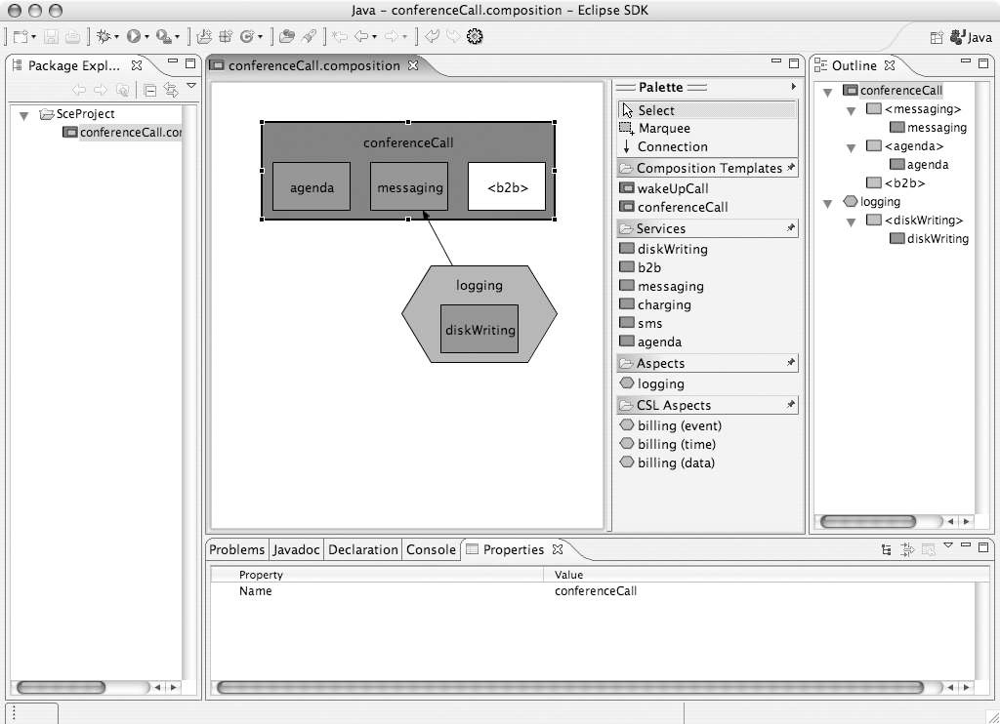 Java – conferenceCall.composition – Eclipse SDK
Java
Package Expl...
SceProject
conferenceCall.cor
conferenceCall.composition
conferenceCall
agenda
messaging
<b2b>
logging
diskWriting
Palette
Select
Marquee
Connection
Composition Templates
wakeUpCall
conferenceCall
Services
diskWriting
b2b
messaging
charging
sms
agenda
Aspects
logging
CSL Aspects
billing (event)
billing (time)
billing (data)
Outline
conferenceCall
<messaging>
messaging
<agenda>
agenda
<b2b>
logging
<diskWriting>
diskWriting
Problems Javadoc Declaration Console Properties
Property Value
Name conferenceCall